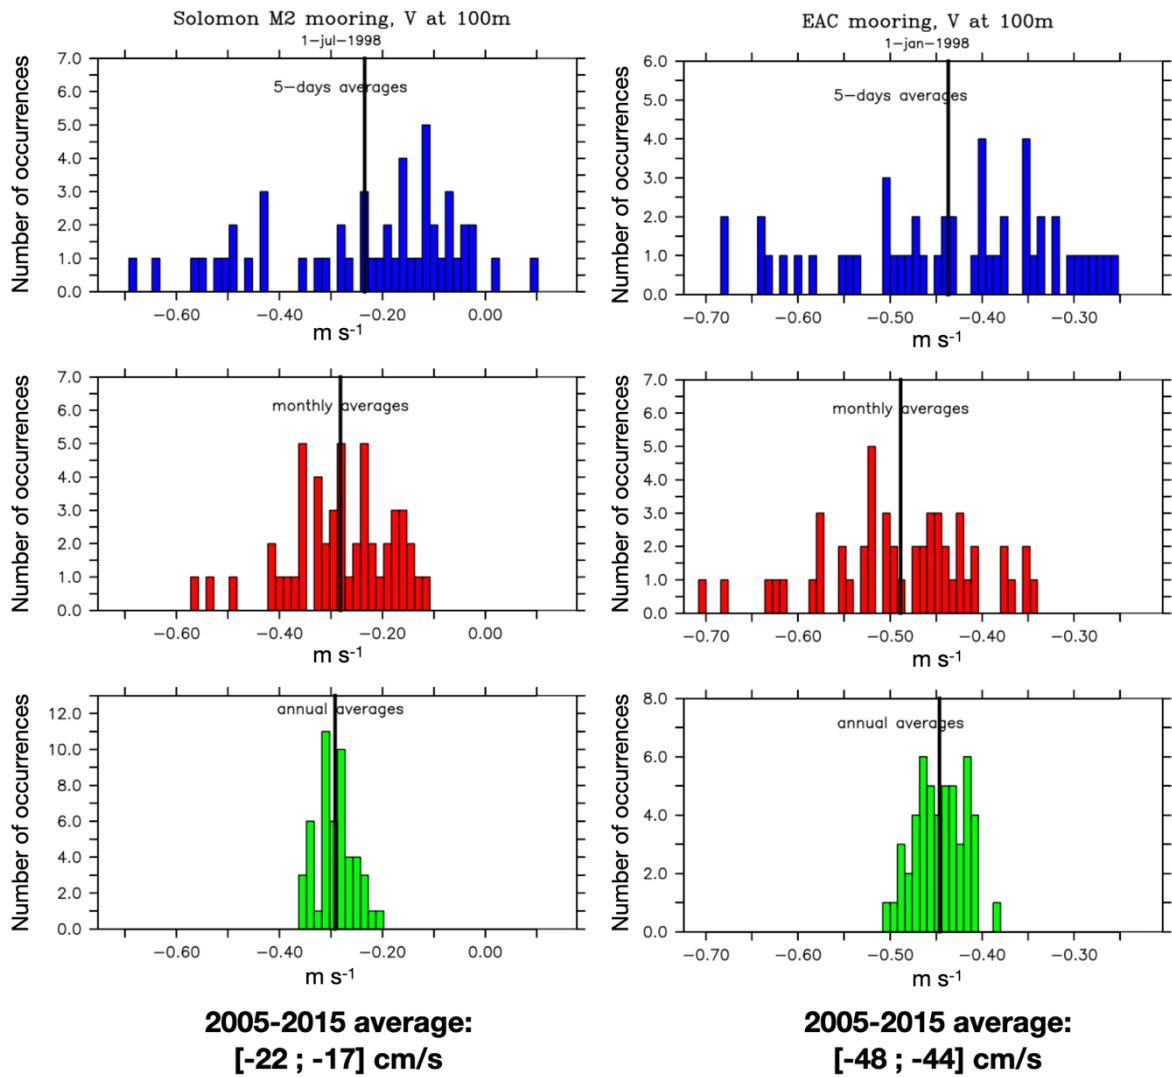 Solomon M2 mooring, V at 100m
1-jul-1998
7.0
6.0
5.0
4.0
3.0
2.0
1.0
0.0
Number of occurrences
5-days averages
-0.60
-0.40
-0.20
0.00
m s-1
EAC mooring, V at 100m
1-jan-1998
6.0
5.0
4.0
3.0
2.0
1.0
0.0
Number of occurrences
5-days averages
-0.70
-0.60
-0.50
-0.40
-0.30
m s-1
7.0
6.0
5.0
4.0
3.0
2.0
1.0
0.0
Number of occurrences
monthly averages
-0.60
-0.40
-0.20
0.00
m s-1
7.0
6.0
5.0
4.0
3.0
2.0
1.0
0.0
Number of occurrences
monthly averages
-0.70
-0.60
-0.50
-0.40
-0.30
m s-1
12.0
10.0
8.0
6.0
4.0
2.0
0.0
Number of occurrences
annual averages
-0.60
-0.40
-0.20
0.00
m s-1
8.0
6.0
4.0
2.0
0.0
Number of occurrences
annual averages
-0.70
-0.60
-0.50
-0.40
-0.30
m s-1
2005-2015 average:
[-22 ; -17] cm/s
2005-2015 average:
[-48 ; -44] cm/s